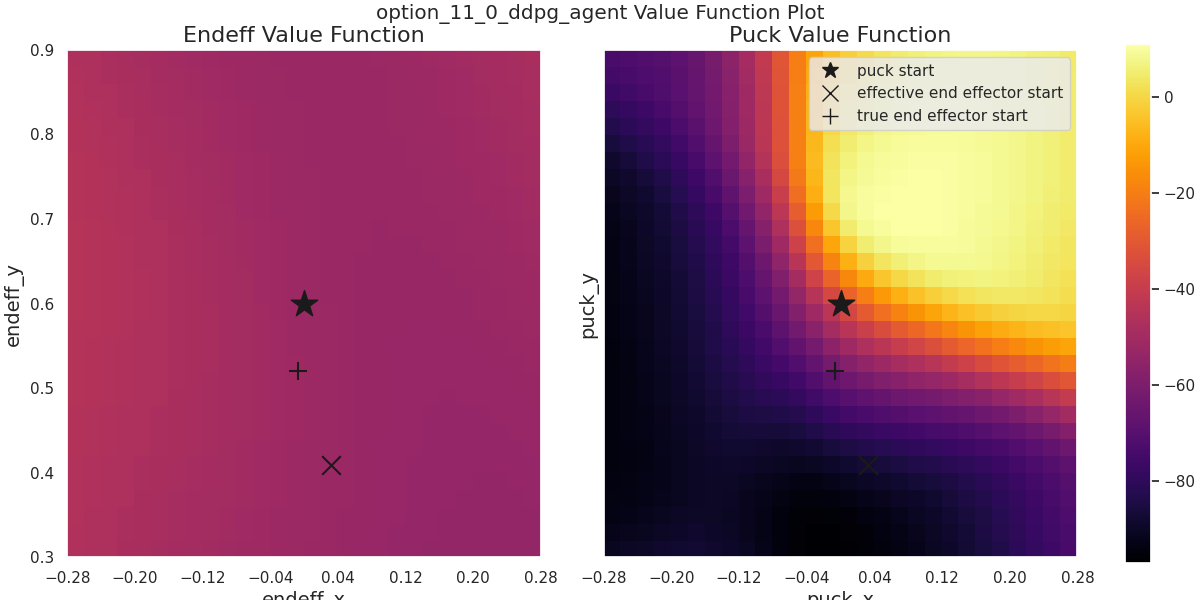 option_11_0_ddpg_agent Value Function Plot
Endeff Value Function
Puck Value Function
0.9
0.8
0.7
0.6
0.5
0.4
0.3
endeff_y
−0.28 −0.20 −0.12 −0.04 0.04 0.12 0.20 0.28
endeff_x
puck_y
puck start
effective end effector start
true end effector start
−0.28 −0.20 −0.12 −0.04 0.04 0.12 0.20 0.28
puck_x
0
−20
−40
−60
−80